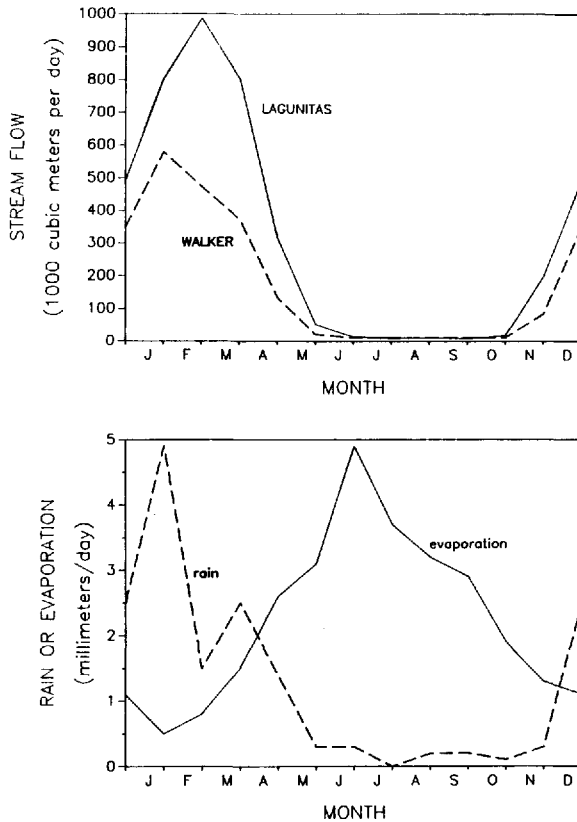 STREAM FLOW
(1000 cubic meters per day)
1000
900
800
700
600
500
400
300
200
100
0
LAGUNITAS
WALKER
J F M A M J J A S O N D
MONTH
RAIN OR EVAPORATION
(millimeters/day)
5
4
3
2
1
0
rain
evaporation
J F M A M J J A S O N D
MONTH